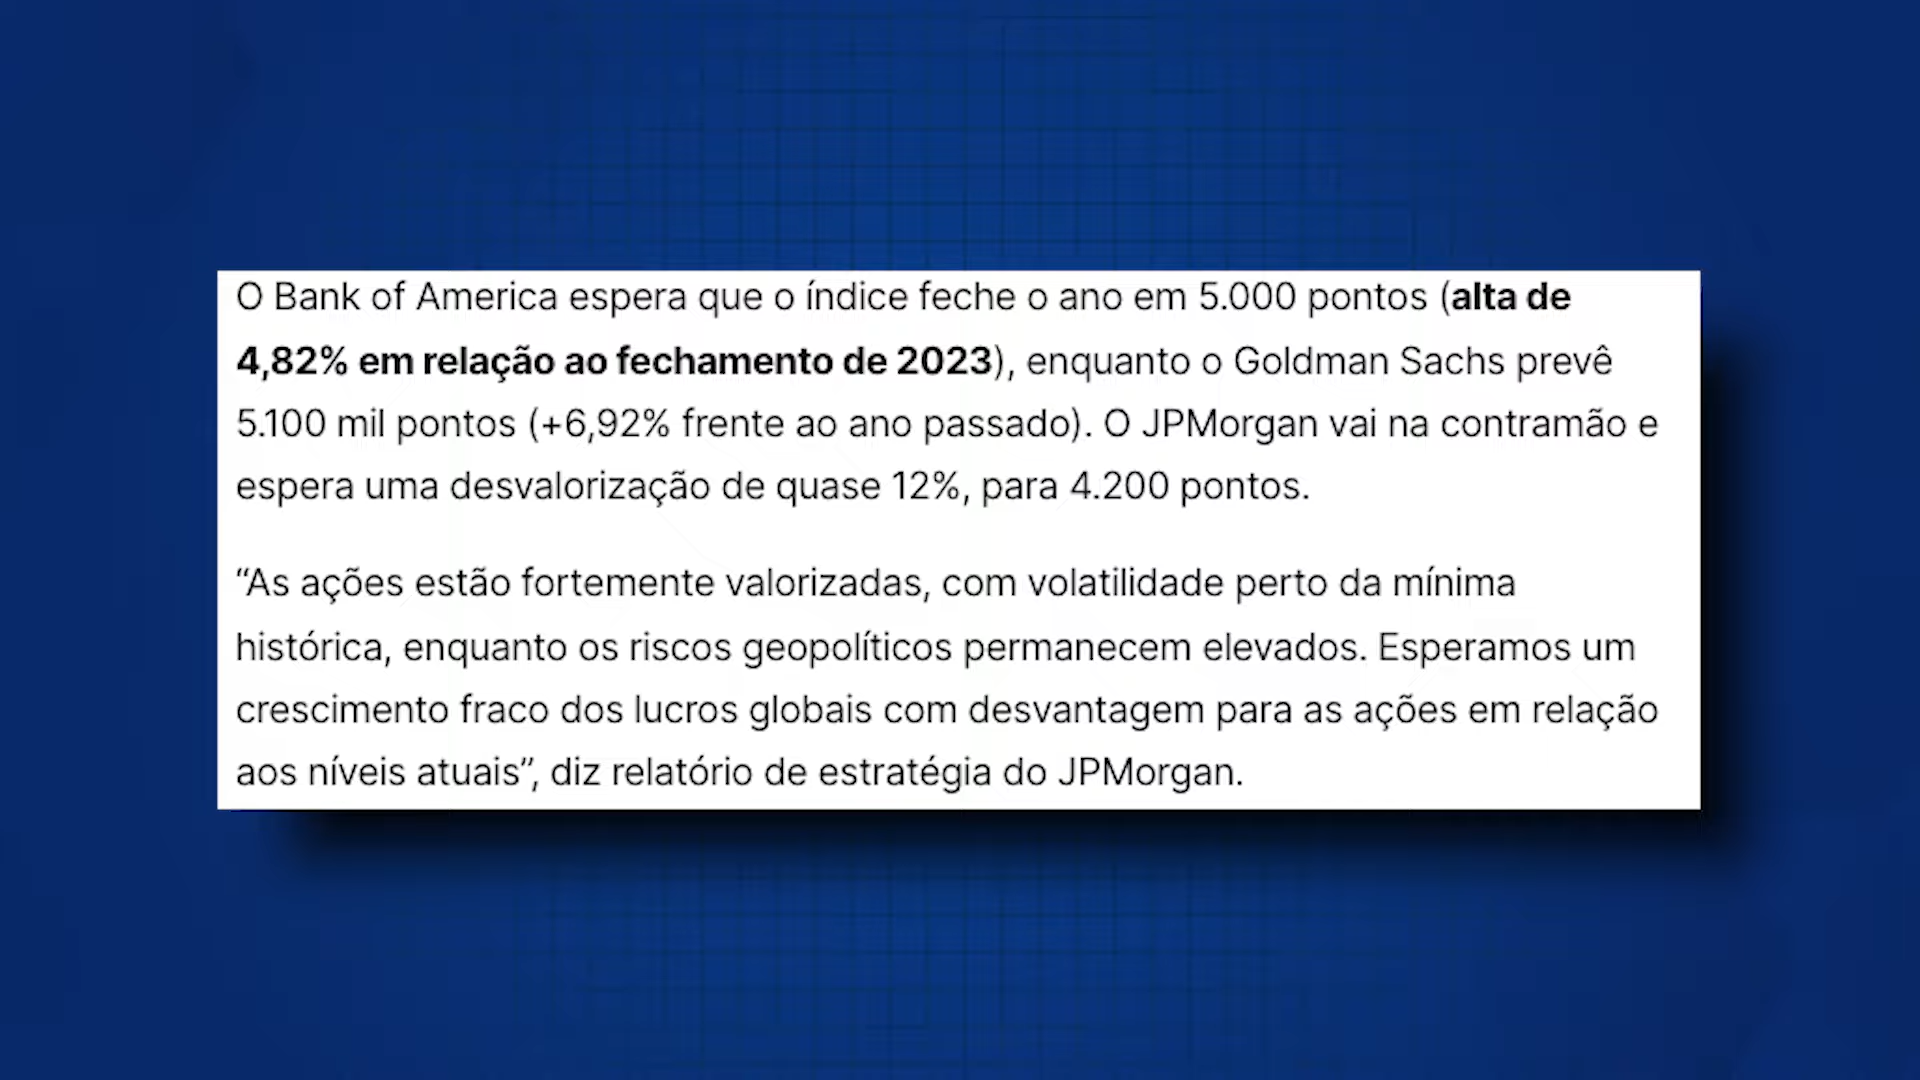 O Bank of America espera que o índice feche o ano em 5.000 pontos (alta de
4,82% em relação ao fechamento de 2023), enquanto o Goldman Sachs prevê
5.100 mil pontos (+6,92% frente ao ano passado). O JPMorgan vai na contramão e
espera uma desvalorização de quase 12%, para 4.200 pontos.
“As ações estão fortemente valorizadas, com volatilidade perto da mínima
histórica, enquanto os riscos geopolíticos permanecem elevados. Esperamos um
crescimento fraco dos lucros globais com desvantagem para as ações em relação
aos níveis atuais”, diz relatório de estratégia do JPMorgan.